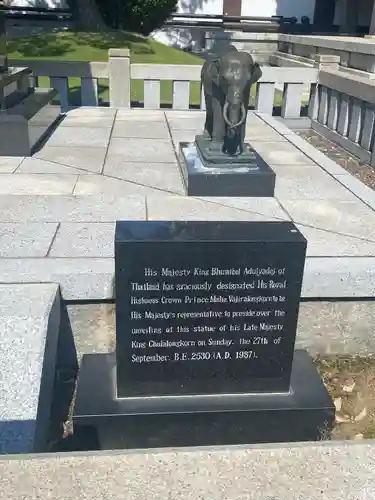 His Majesty King Bhumibol Adulyadej of
Thailand has graciously designated His Royal
Highness Crown Prince Maha Vajiralongkorn to be
His Majesty's representative to preside over the
unveiling of this statue of his Late Majesty
King Chulalongkorn on Sunday, the 27th of
September: B.E. 2530 (A.D. 1987).